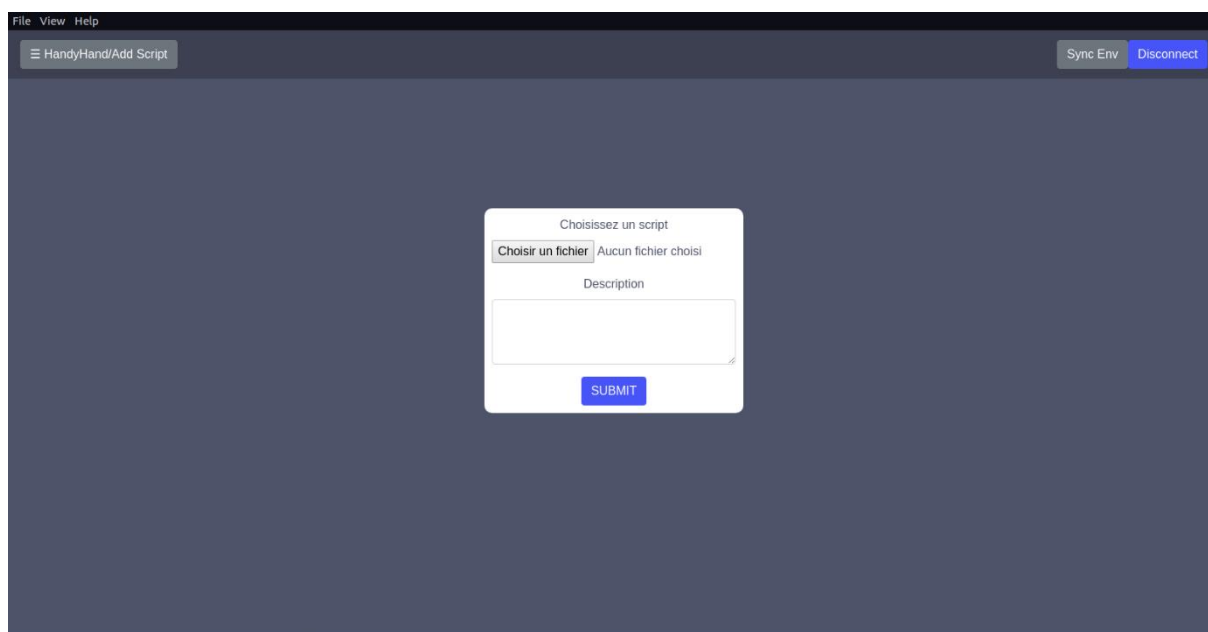 File View Help
☰ HandyHand/Add Script Sync Env Disconnect
Choisissez un script
Choisir un fichier Aucun fichier choisi
Description
SUBMIT